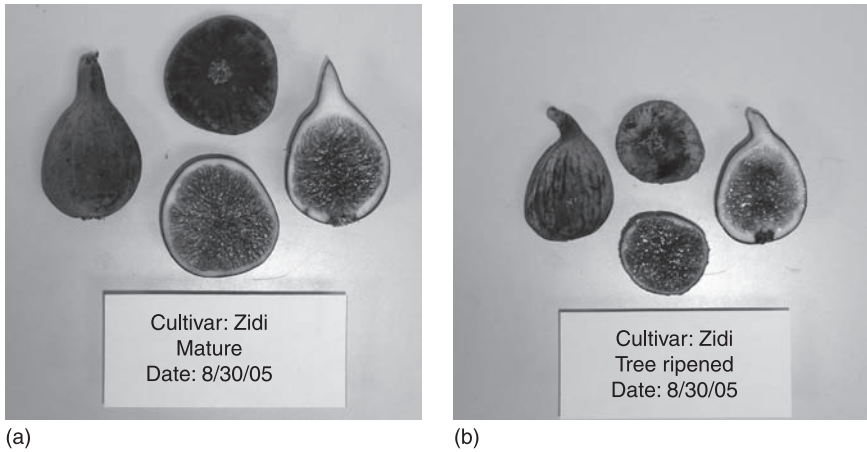 Cultivar: Zidi
Mature
Date: 8/30/05
Cultivar: Zidi
Tree ripened
Date: 8/30/05
(a)
(b)